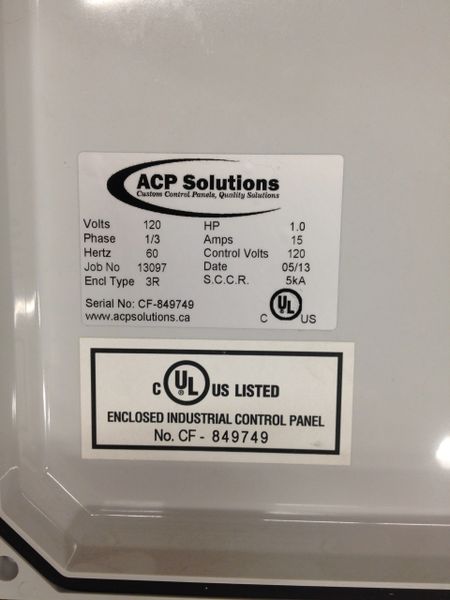 ACP Solutions
Custom Control Panels, Quality Solutions
Volts 120 HP 1.0
Phase 1/3 Amps 15
Hertz 60 Control Volts 120
Job No 13097 Date 05/13
Encl Type 3R S.C.C.R. 5kA
Serial No: CF-849749
www.acpsolutions.ca
C UL ® US
C UL ® US LISTED
ENCLOSED INDUSTRIAL CONTROL PANEL
No. CF - 849749